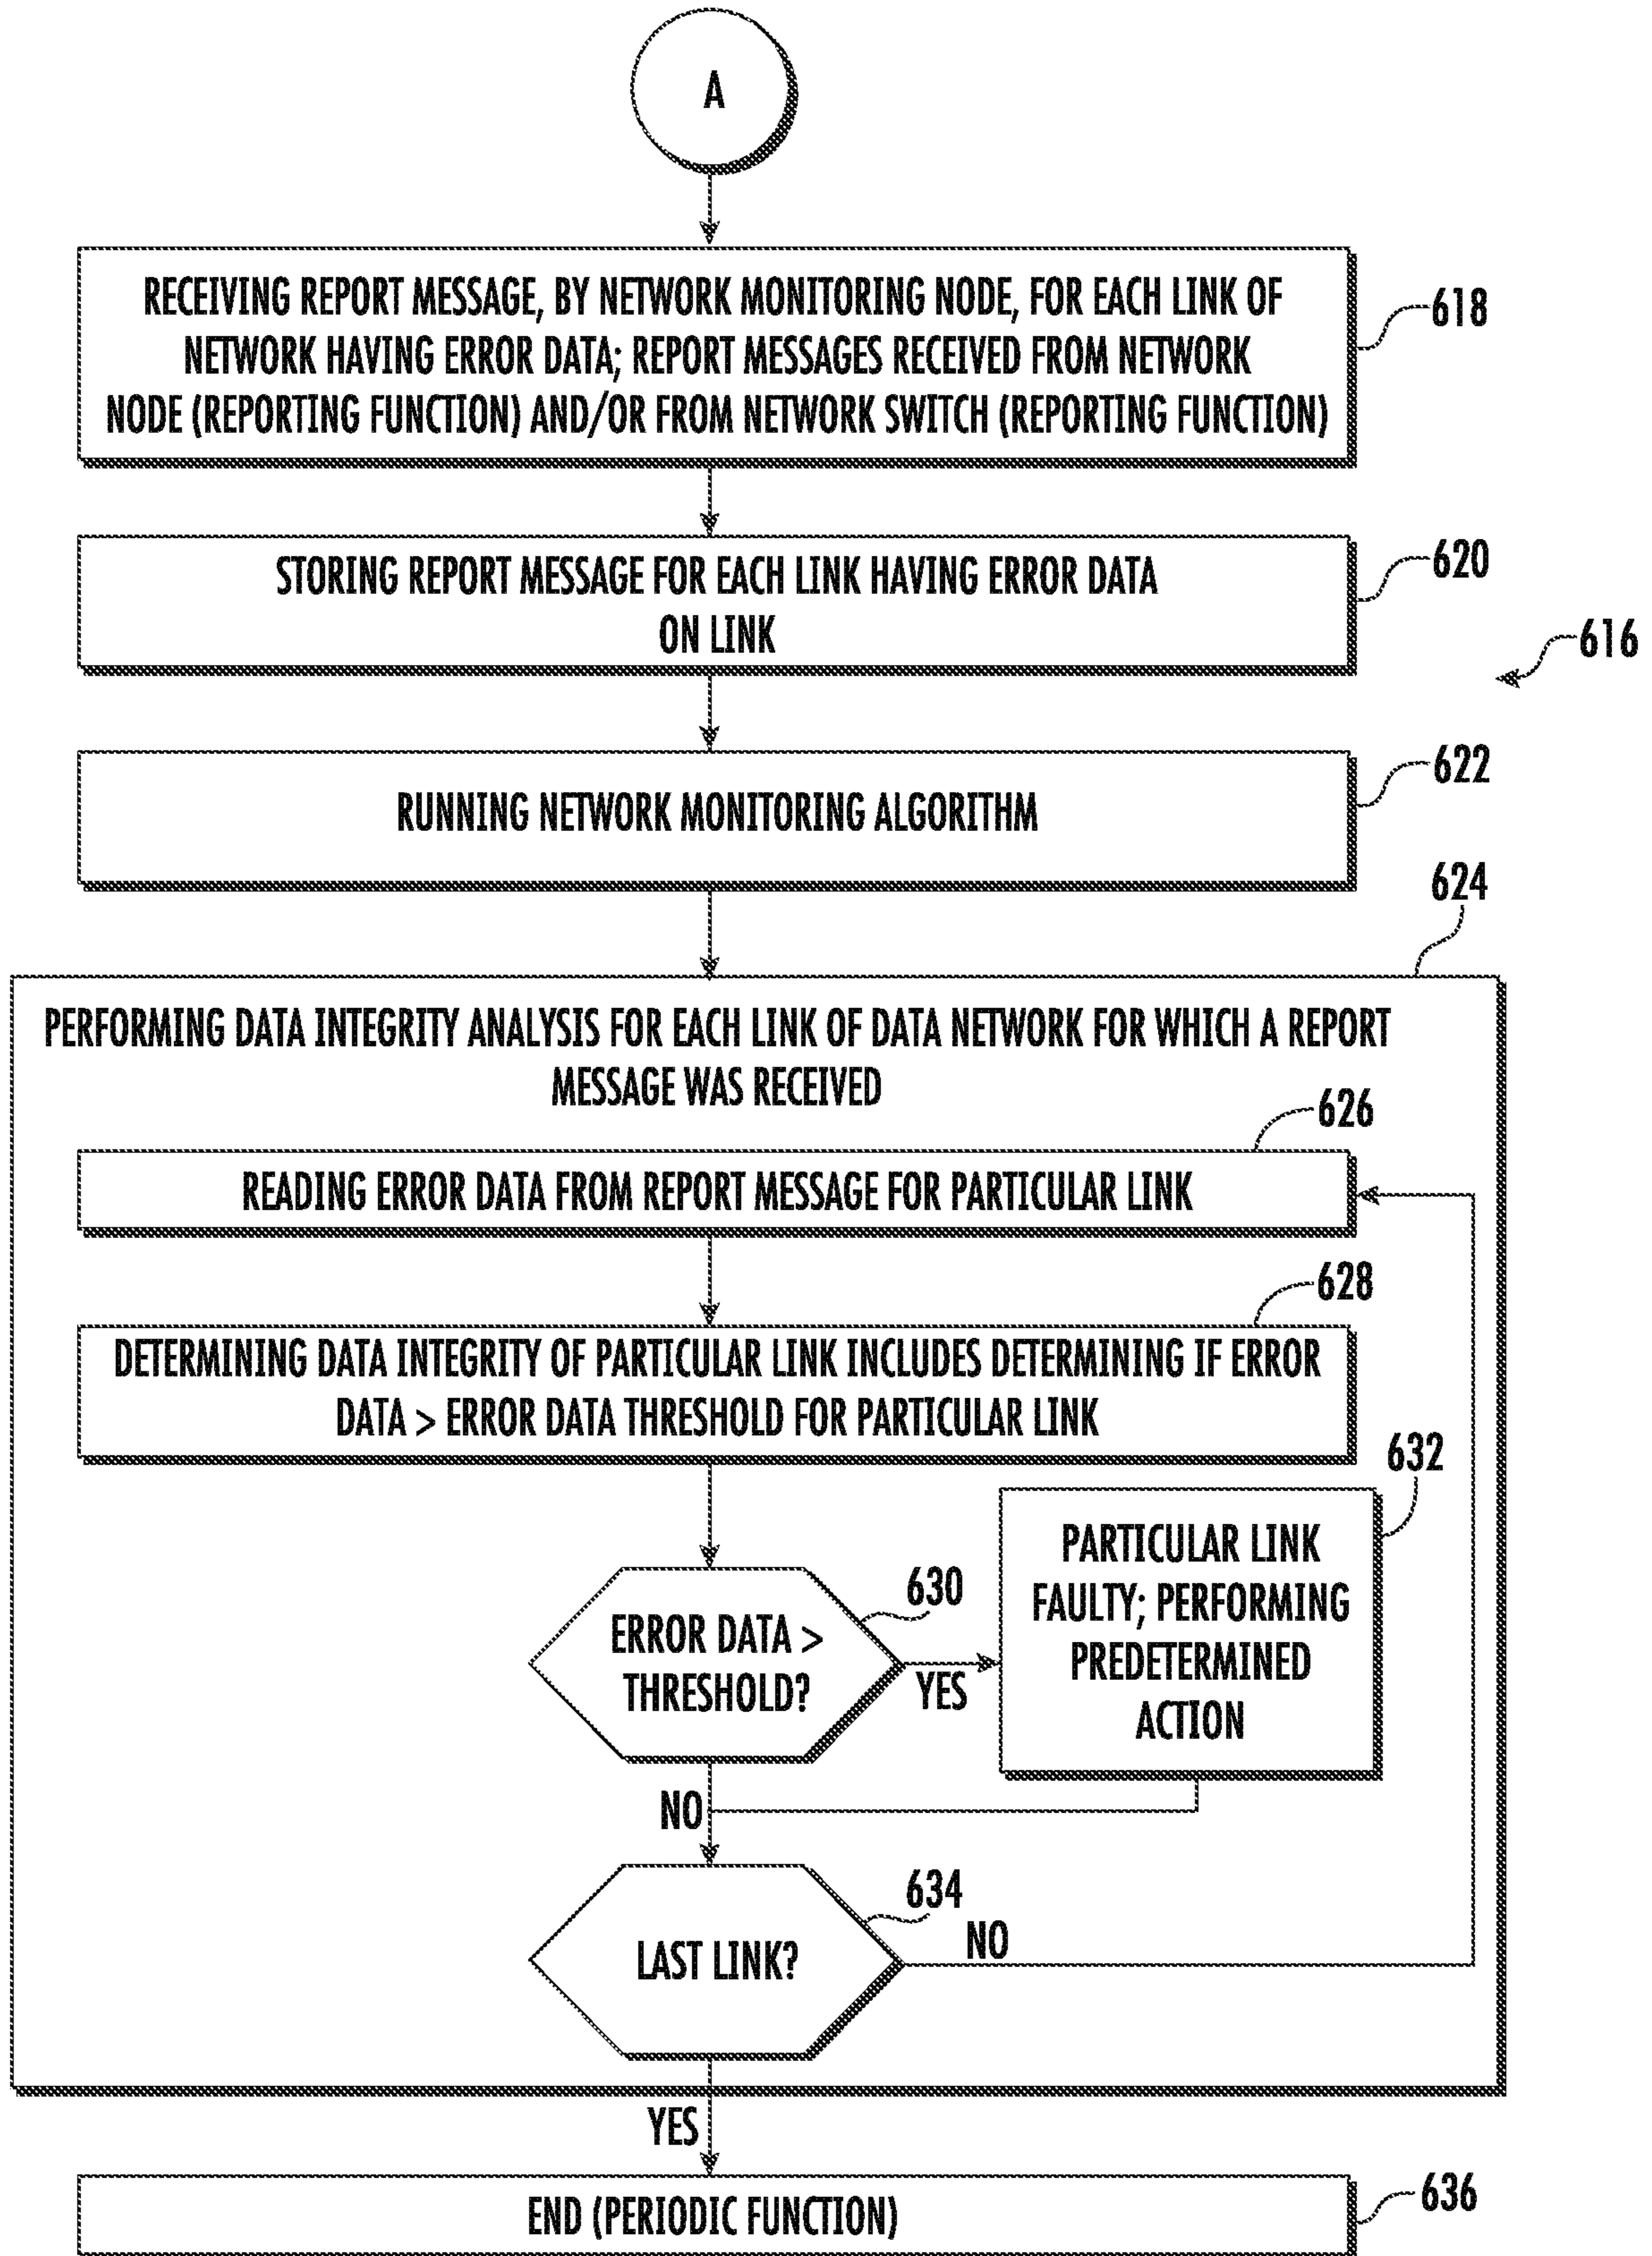 A
RECEIVING REPORT MESSAGE, BY NETWORK MONITORING NODE, FOR EACH LINK OF
NETWORK HAVING ERROR DATA; REPORT MESSAGES RECEIVED FROM NETWORK
NODE (REPORTING FUNCTION) AND/OR FROM NETWORK SWITCH (REPORTING FUNCTION)
618
STORING REPORT MESSAGE FOR EACH LINK HAVING ERROR DATA
ON LINK
620
616
RUNNING NETWORK MONITORING ALGORITHM
622
624
PERFORMING DATA INTEGRITY ANALYSIS FOR EACH LINK OF DATA NETWORK FOR WHICH A REPORT
MESSAGE WAS RECEIVED
626
READING ERROR DATA FROM REPORT MESSAGE FOR PARTICULAR LINK
628
DETERMINING DATA INTEGRITY OF PARTICULAR LINK INCLUDES DETERMINING IF ERROR
DATA > ERROR DATA THRESHOLD FOR PARTICULAR LINK
632
630
ERROR DATA >
THRESHOLD?
YES
PARTICULAR LINK
FAULTY; PERFORMING
PREDETERMINED
ACTION
NO
634
LAST LINK?
NO
YES
END (PERIODIC FUNCTION)
636